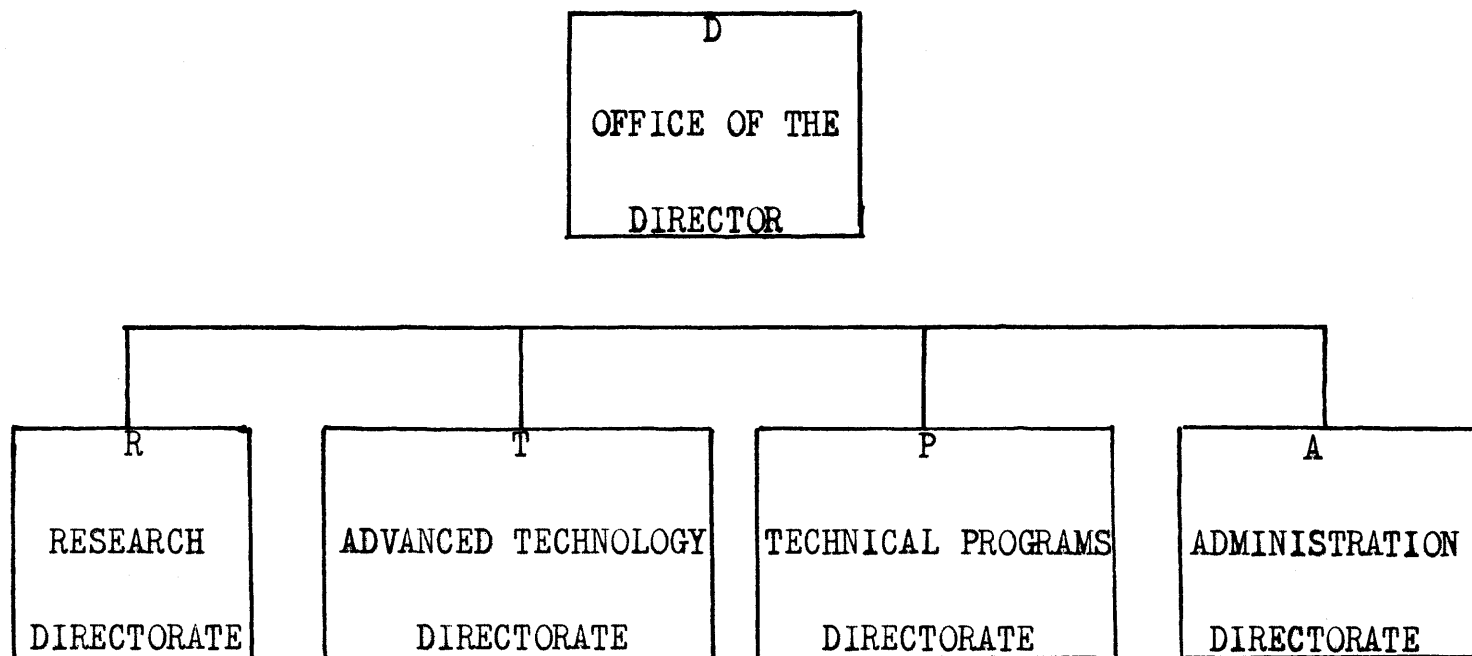 D
OFFICE OF THE
DIRECTOR
R
RESEARCH
DIRECTORATE
T
ADVANCED TECHNOLOGY
DIRECTORATE
P
TECHNICAL PROGRAMS
DIRECTORATE
A
ADMINISTRATION
DIRECTORATE